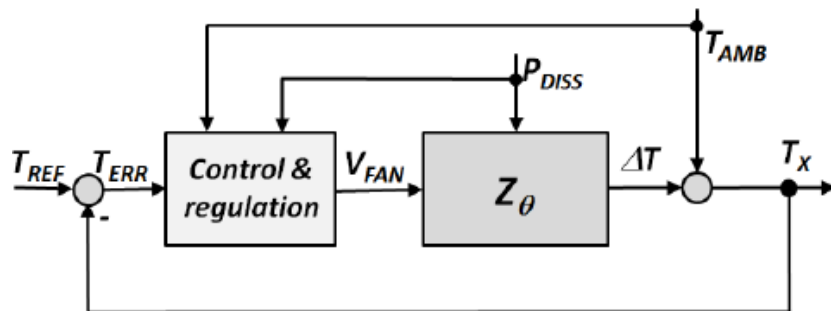 T_AMB
P_DISS
T_REF
T_ERR
Control &
regulation
V_FAN
Z_θ
ΔT
T_X
-